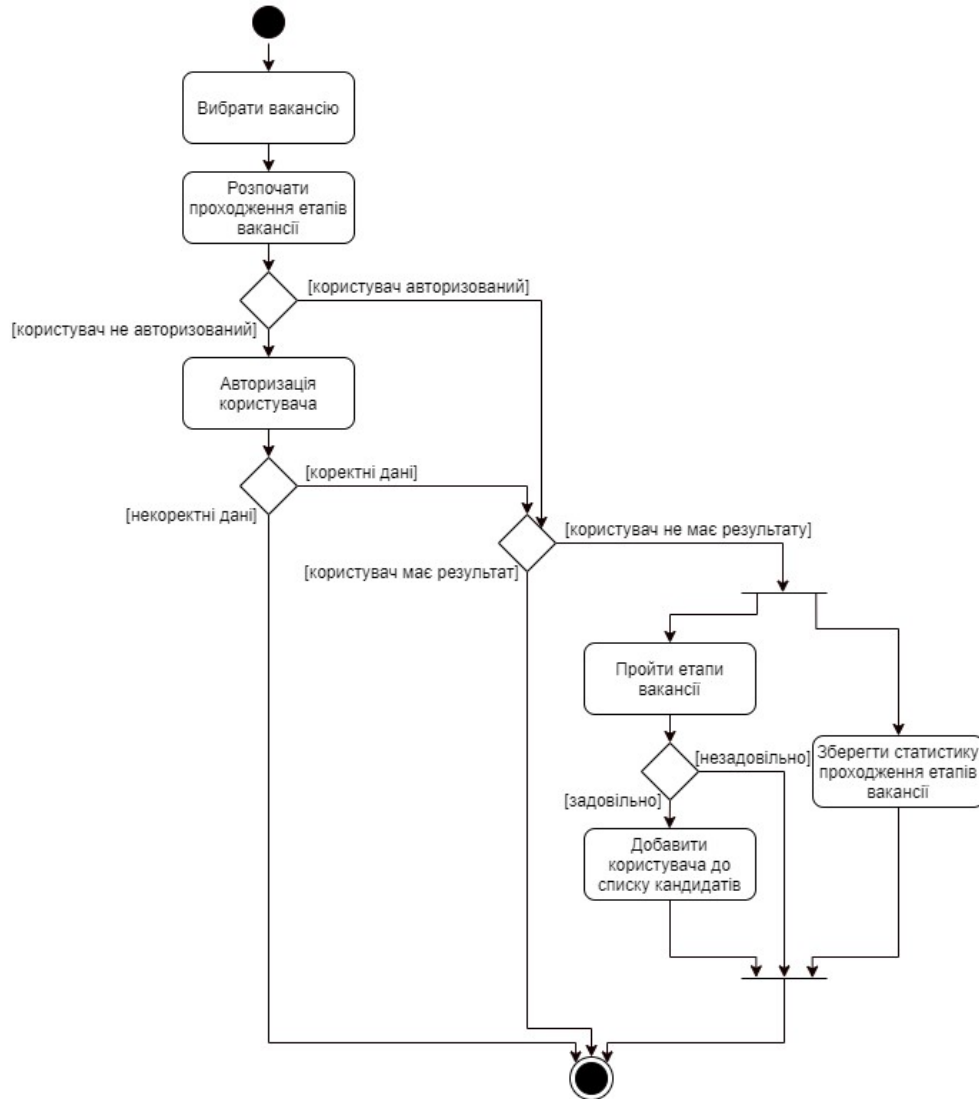 Вибрати вакансію
Розпочати
проходження етапів
вакансії
[користувач авторизований]
[користувач не авторизований]
Авторизація
користувача
[коректні дані]
[некоректні дані]
[користувач не має результату]
[користувач має результат]
Пройти етапи
вакансії
[незадовільно]
Зберегти статистику
проходження етапів
вакансії
[задовільно]
Добавити
користувача до
списку кандидатів